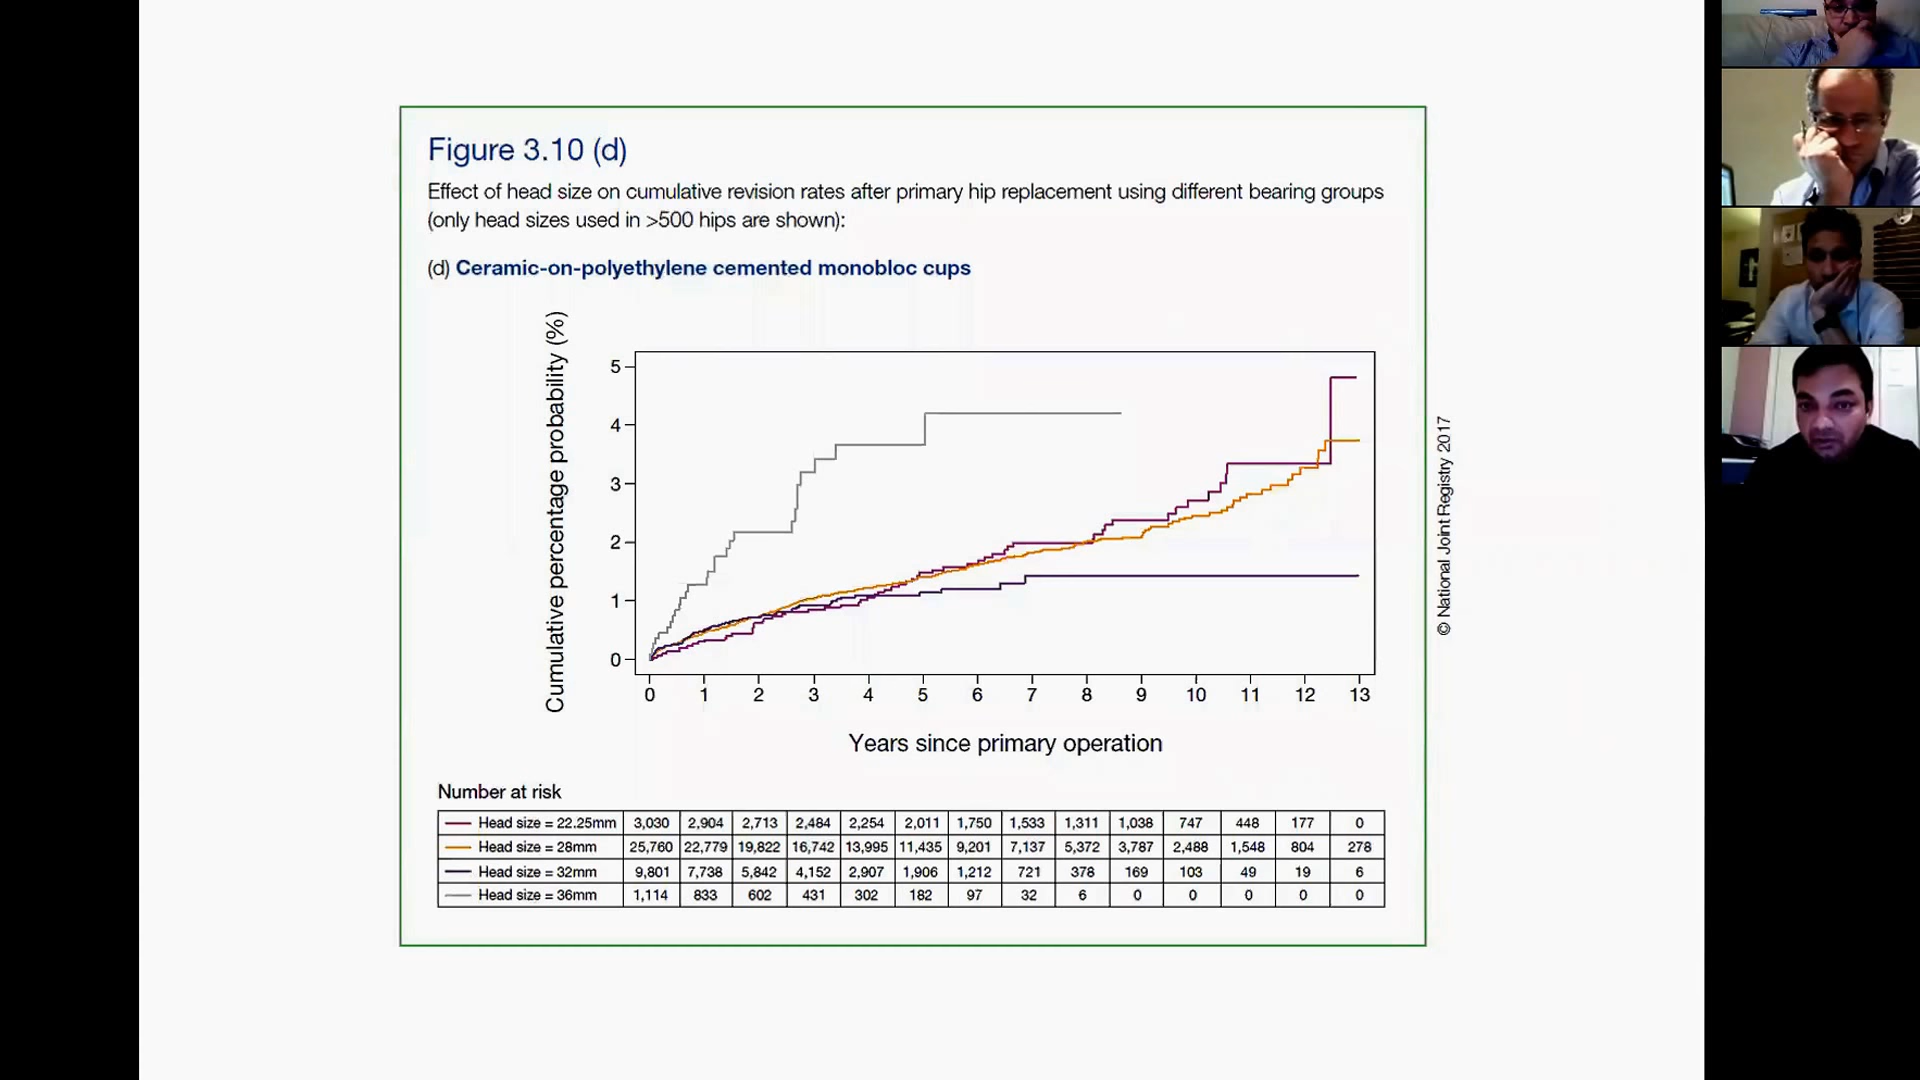 Figure 3.10 (d)
Effect of head size on cumulative revision rates after primary hip replacement using different bearing groups
(only head sizes used in >500 hips are shown):
(d) Ceramic-on-polyethylene cemented monobloc cups
Cumulative percentage probability (%)
5
4
3
2
1
0
0 1 2 3 4 5 6 7 8 9 10 11 12 13
Years since primary operation
© National Joint Registry 2017
Number at risk
Head size = 22.25mm 3,030 2,904 2,713 2,484 2,254 2,011 1,750 1,533 1,311 1,038 747 448 177 0
Head size = 28mm 25,760 22,779 19,822 16,742 13,995 11,435 9,201 7,137 5,372 3,787 2,488 1,548 804 278
Head size = 32mm 9,801 7,738 5,842 4,152 2,907 1,906 1,212 721 378 169 103 49 19 6
Head size = 36mm 1,114 833 602 431 302 182 97 32 6 0 0 0 0 0